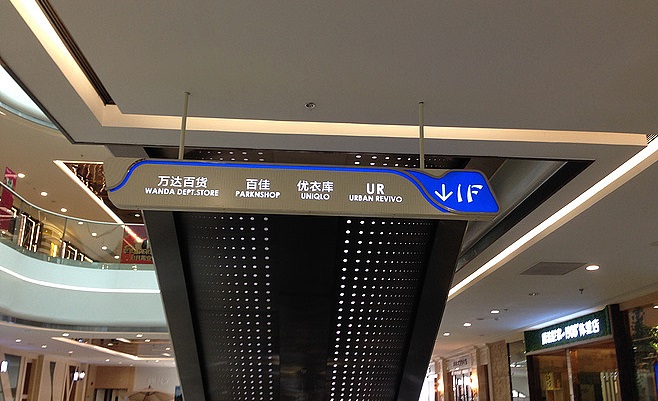 万达百货
WANDA DEPT.STORE
百佳
PARKNSHOP
优衣库
UNIQLO
UR
URBAN REVIVO
↓1F